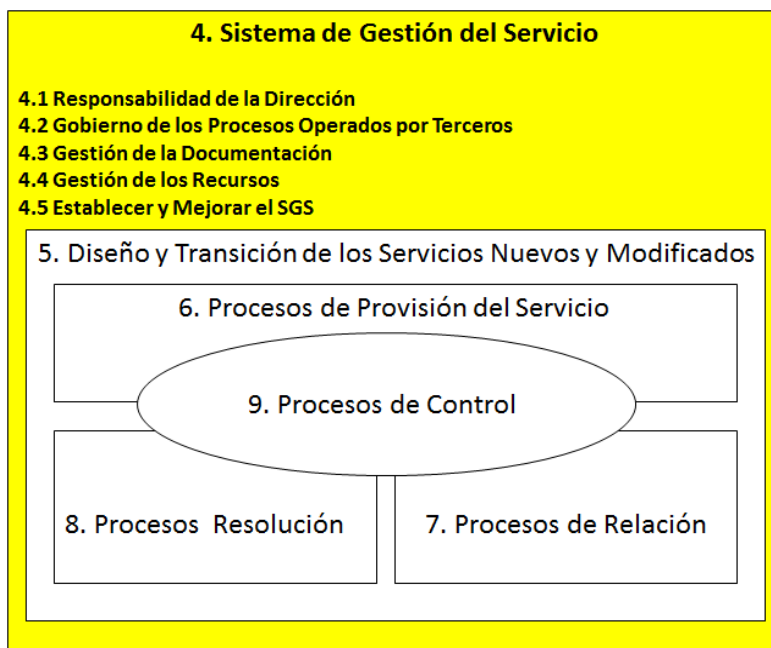 4. Sistema de Gestión del Servicio
4.1 Responsabilidad de la Dirección
4.2 Gobierno de los Procesos Operados por Terceros
4.3 Gestión de la Documentación
4.4 Gestión de los Recursos
4.5 Establecer y Mejorar el SGS
5. Diseño y Transición de los Servicios Nuevos y Modificados
6. Procesos de Provisión del Servicio
9. Procesos de Control
8. Procesos Resolución
7. Procesos de Relación